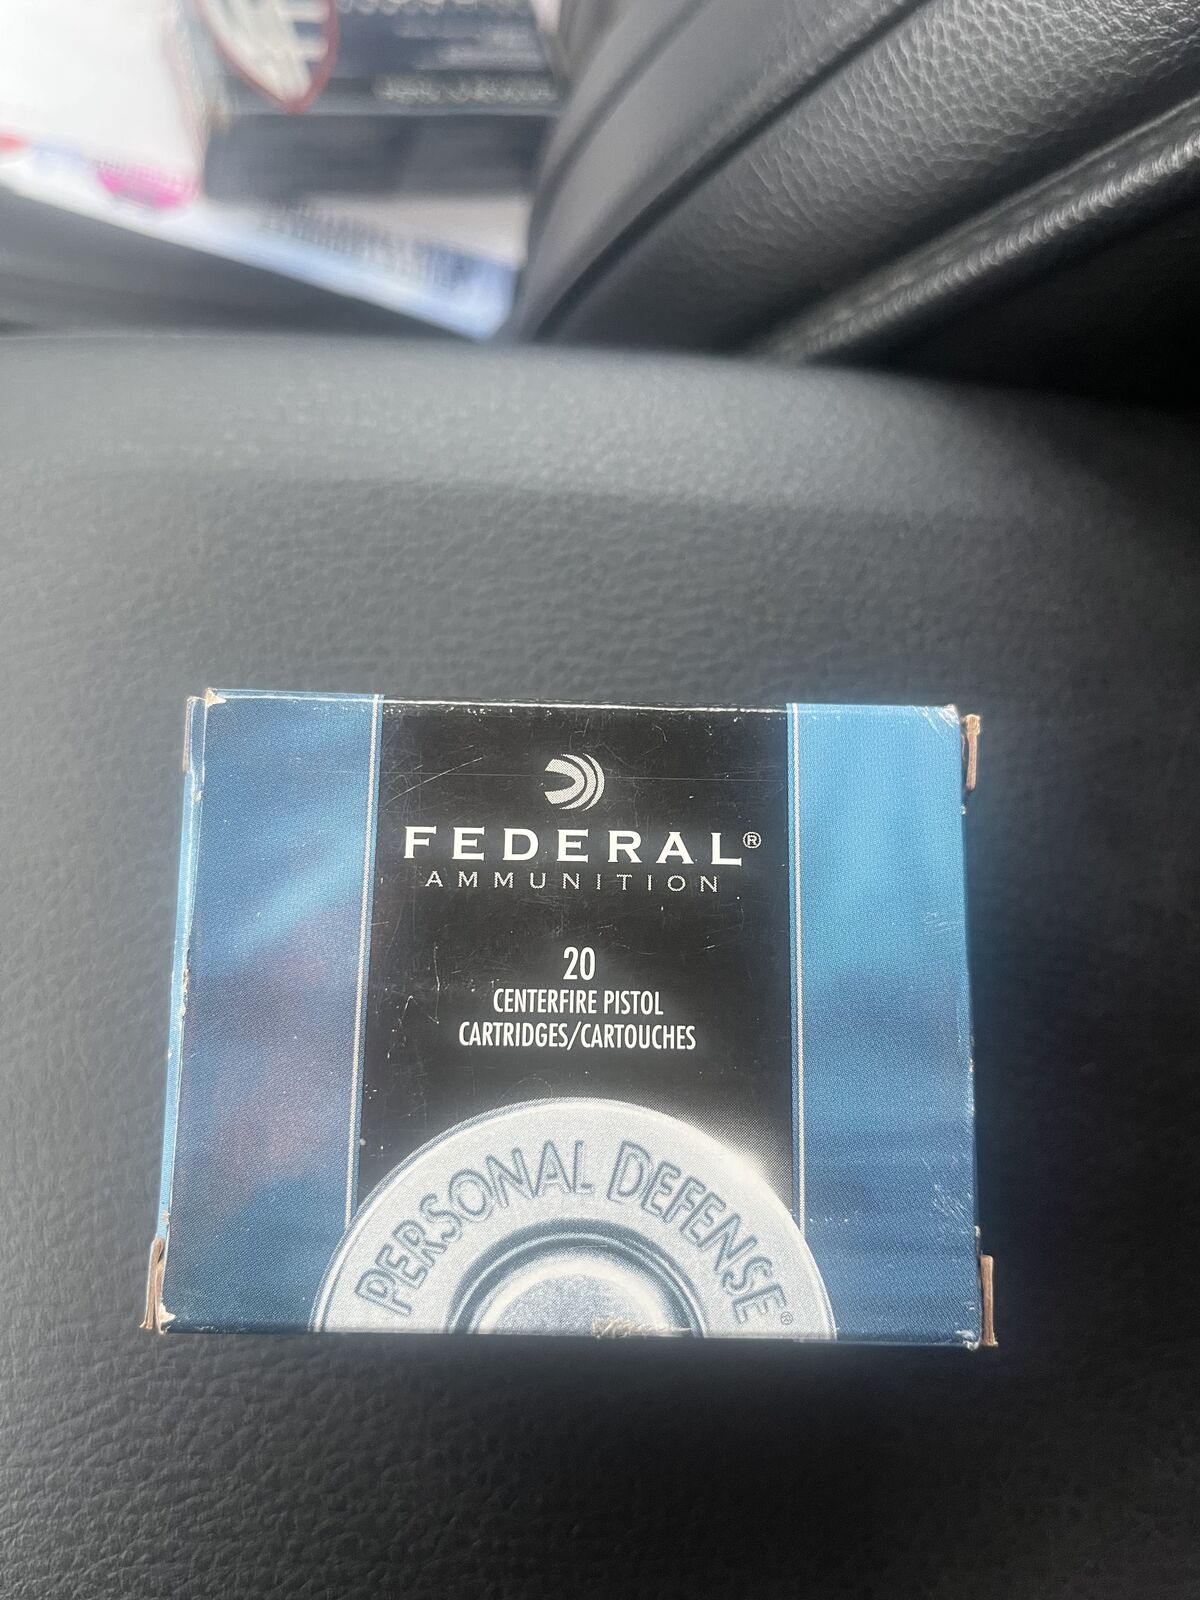 FEDERAL®
AMMUNITION
20
CENTERFIRE PISTOL
CARTRIDGES/CARTOUCHES
PERSONAL DEFENSE®